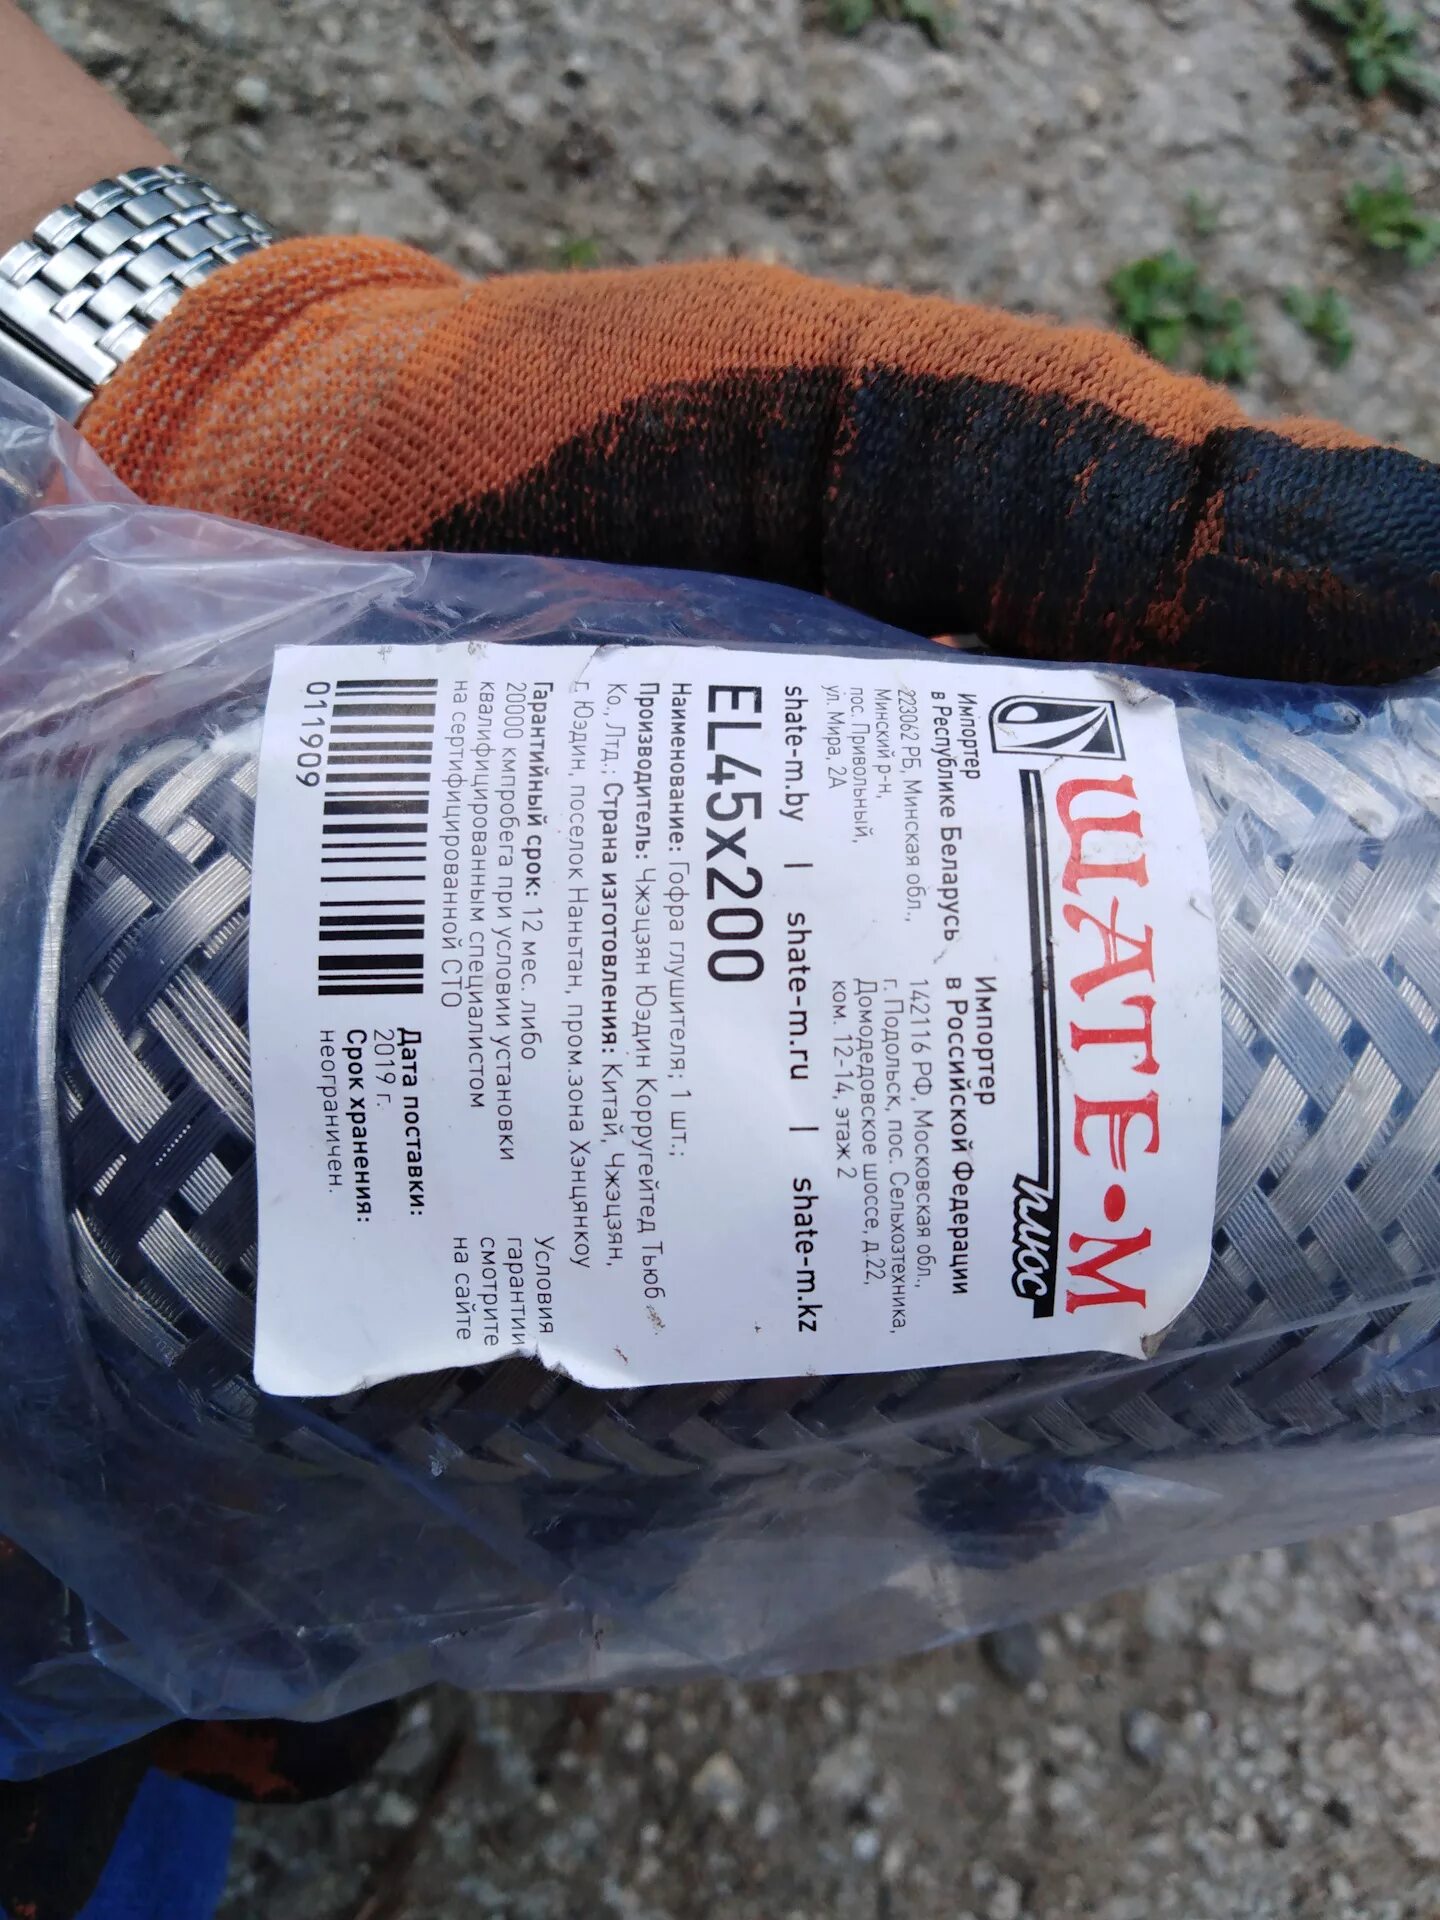 ШАТЕ-М
плюс
Импортер
в Республике Беларусь
223062 РБ, Минская обл.,
Минский р-н,
пос. Привольный,
ул. Мира, 2А
Импортер
в Российской Федерации
142116 РФ, Московская обл.,
г. Подольск, пос. Сельхозтехника,
Домодедовское шоссе, д.22,
ком. 12-14, этаж 2
shate-m.by | shate-m.ru | shate-m.kz
EL45x200
Наименование: Гофра глушителя; 1 шт.;
Производитель: Чжэцзян Юэдин Корругейтед Тьюб
Ко., Лтд.; Страна изготовления: Китай, Чжэцзян,
г. Юэдин, поселок Наньтан, пром.зона Хэнцянкоу
Гарантийный срок: 12 мес. либо
20000 км.пробега при условии установки
квалифицированным специалистом
на сертифицированной СТО
Условия
гарантии
смотрите
на сайте
0111909
Дата поставки:
2019 г.
Срок хранения:
неограничен.